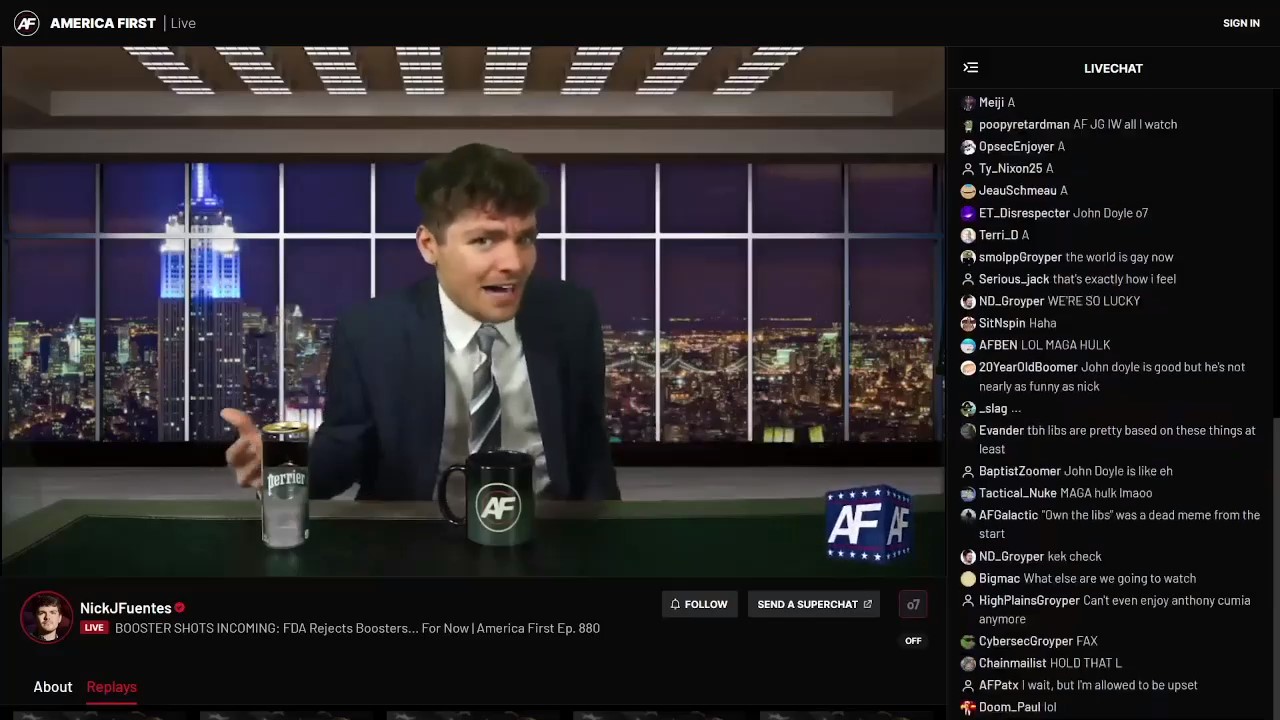 AF AMERICA FIRST | Live
SIGN IN
LIVECHAT
Meiji A
poopyretardman AF JG IW all I watch
OpsecEnjoyer A
Ty_Nixon25 A
JeauSchmeau A
ET_Disrespecter John Doyle o7
Terri_D A
smolppGroyper the world is gay now
Serious_jack that's exactly how i feel
ND_Groyper WE'RE SO LUCKY
SitNspin Haha
AFBEN LOL MAGA HULK
20YearOldBoomer John doyle is good but he's not
nearly as funny as nick
_slag ...
Evander tbh libs are pretty based on these things at
least
BaptistZoomer John Doyle is like eh
Tactical_Nuke MAGA hulk lmaoo
AFGalactic "Own the libs" was a dead meme from the
start
ND_Groyper kek check
Bigmac What else are we going to watch
HighPlainsGroyper Can't even enjoy anthony cumia
anymore
CybersecGroyper FAX
Chainmailist HOLD THAT L
AFPatx I wait, but I'm allowed to be upset
Doom_Paul lol
perrier
AF
AF AF
NickJFuentes
LIVE BOOSTER SHOTS INCOMING: FDA Rejects Boosters... For Now | America First Ep. 880
FOLLOW
SEND A SUPERCHAT
o7
OFF
About
Replays